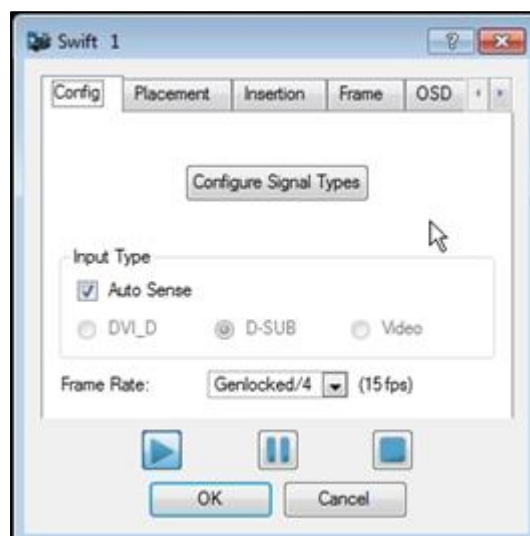 Swift 1
Config Placement Insertion Frame OSD
Configure Signal Types
Input Type
Auto Sense
DVI_D D-SUB Video
Frame Rate: Genlocked/4 (15 fps)
OK Cancel